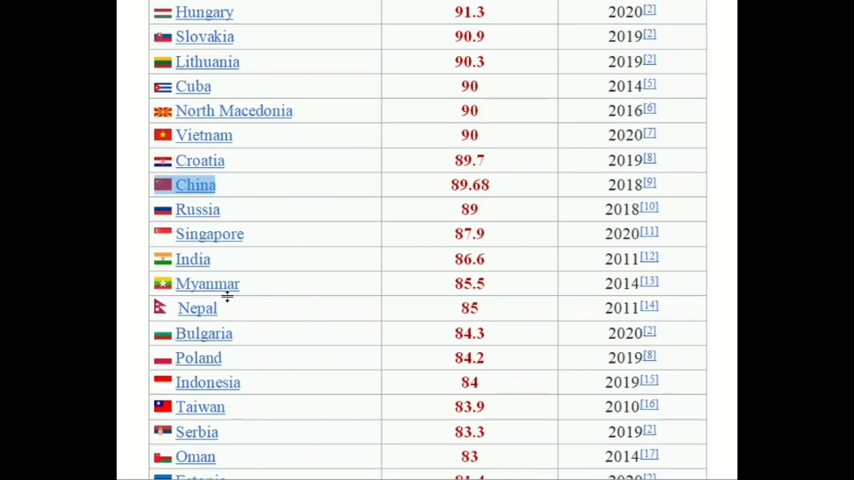 Hungary 91.3 2020[2]
Slovakia 90.9 2019[2]
Lithuania 90.3 2019[2]
Cuba 90 2014[5]
North Macedonia 90 2016[6]
Vietnam 90 2020[7]
Croatia 89.7 2019[8]
China 89.68 2018[9]
Russia 89 2018[10]
Singapore 87.9 2020[11]
India 86.6 2011[12]
Myanmar 85.5 2014[13]
Nepal 85 2011[14]
Bulgaria 84.3 2020[2]
Poland 84.2 2019[8]
Indonesia 84 2019[15]
Taiwan 83.9 2010[16]
Serbia 83.3 2019[2]
Oman 83 2014[17]